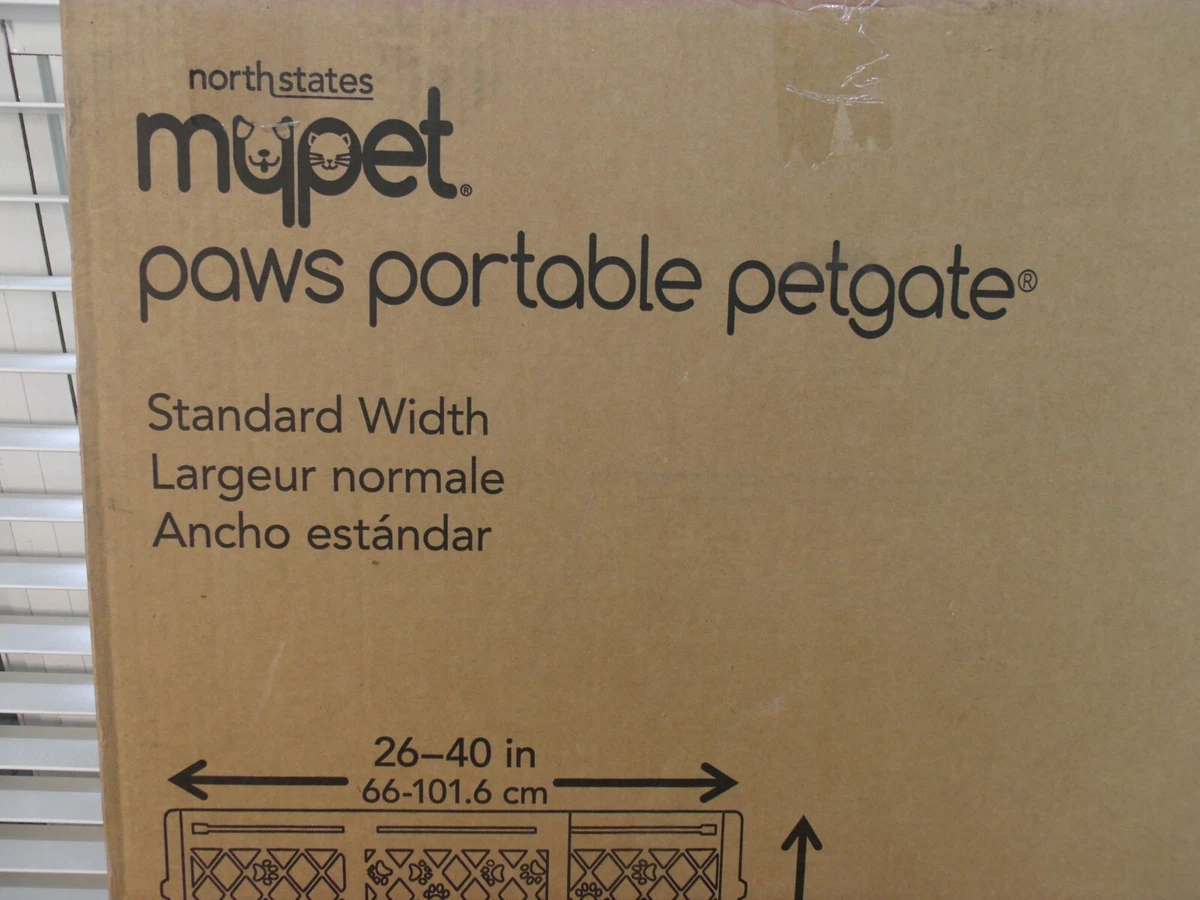 northstates
mypet®
paws portable petgate®
Standard Width
Largeur normale
Ancho estándar
26–40 in
66-101.6 cm